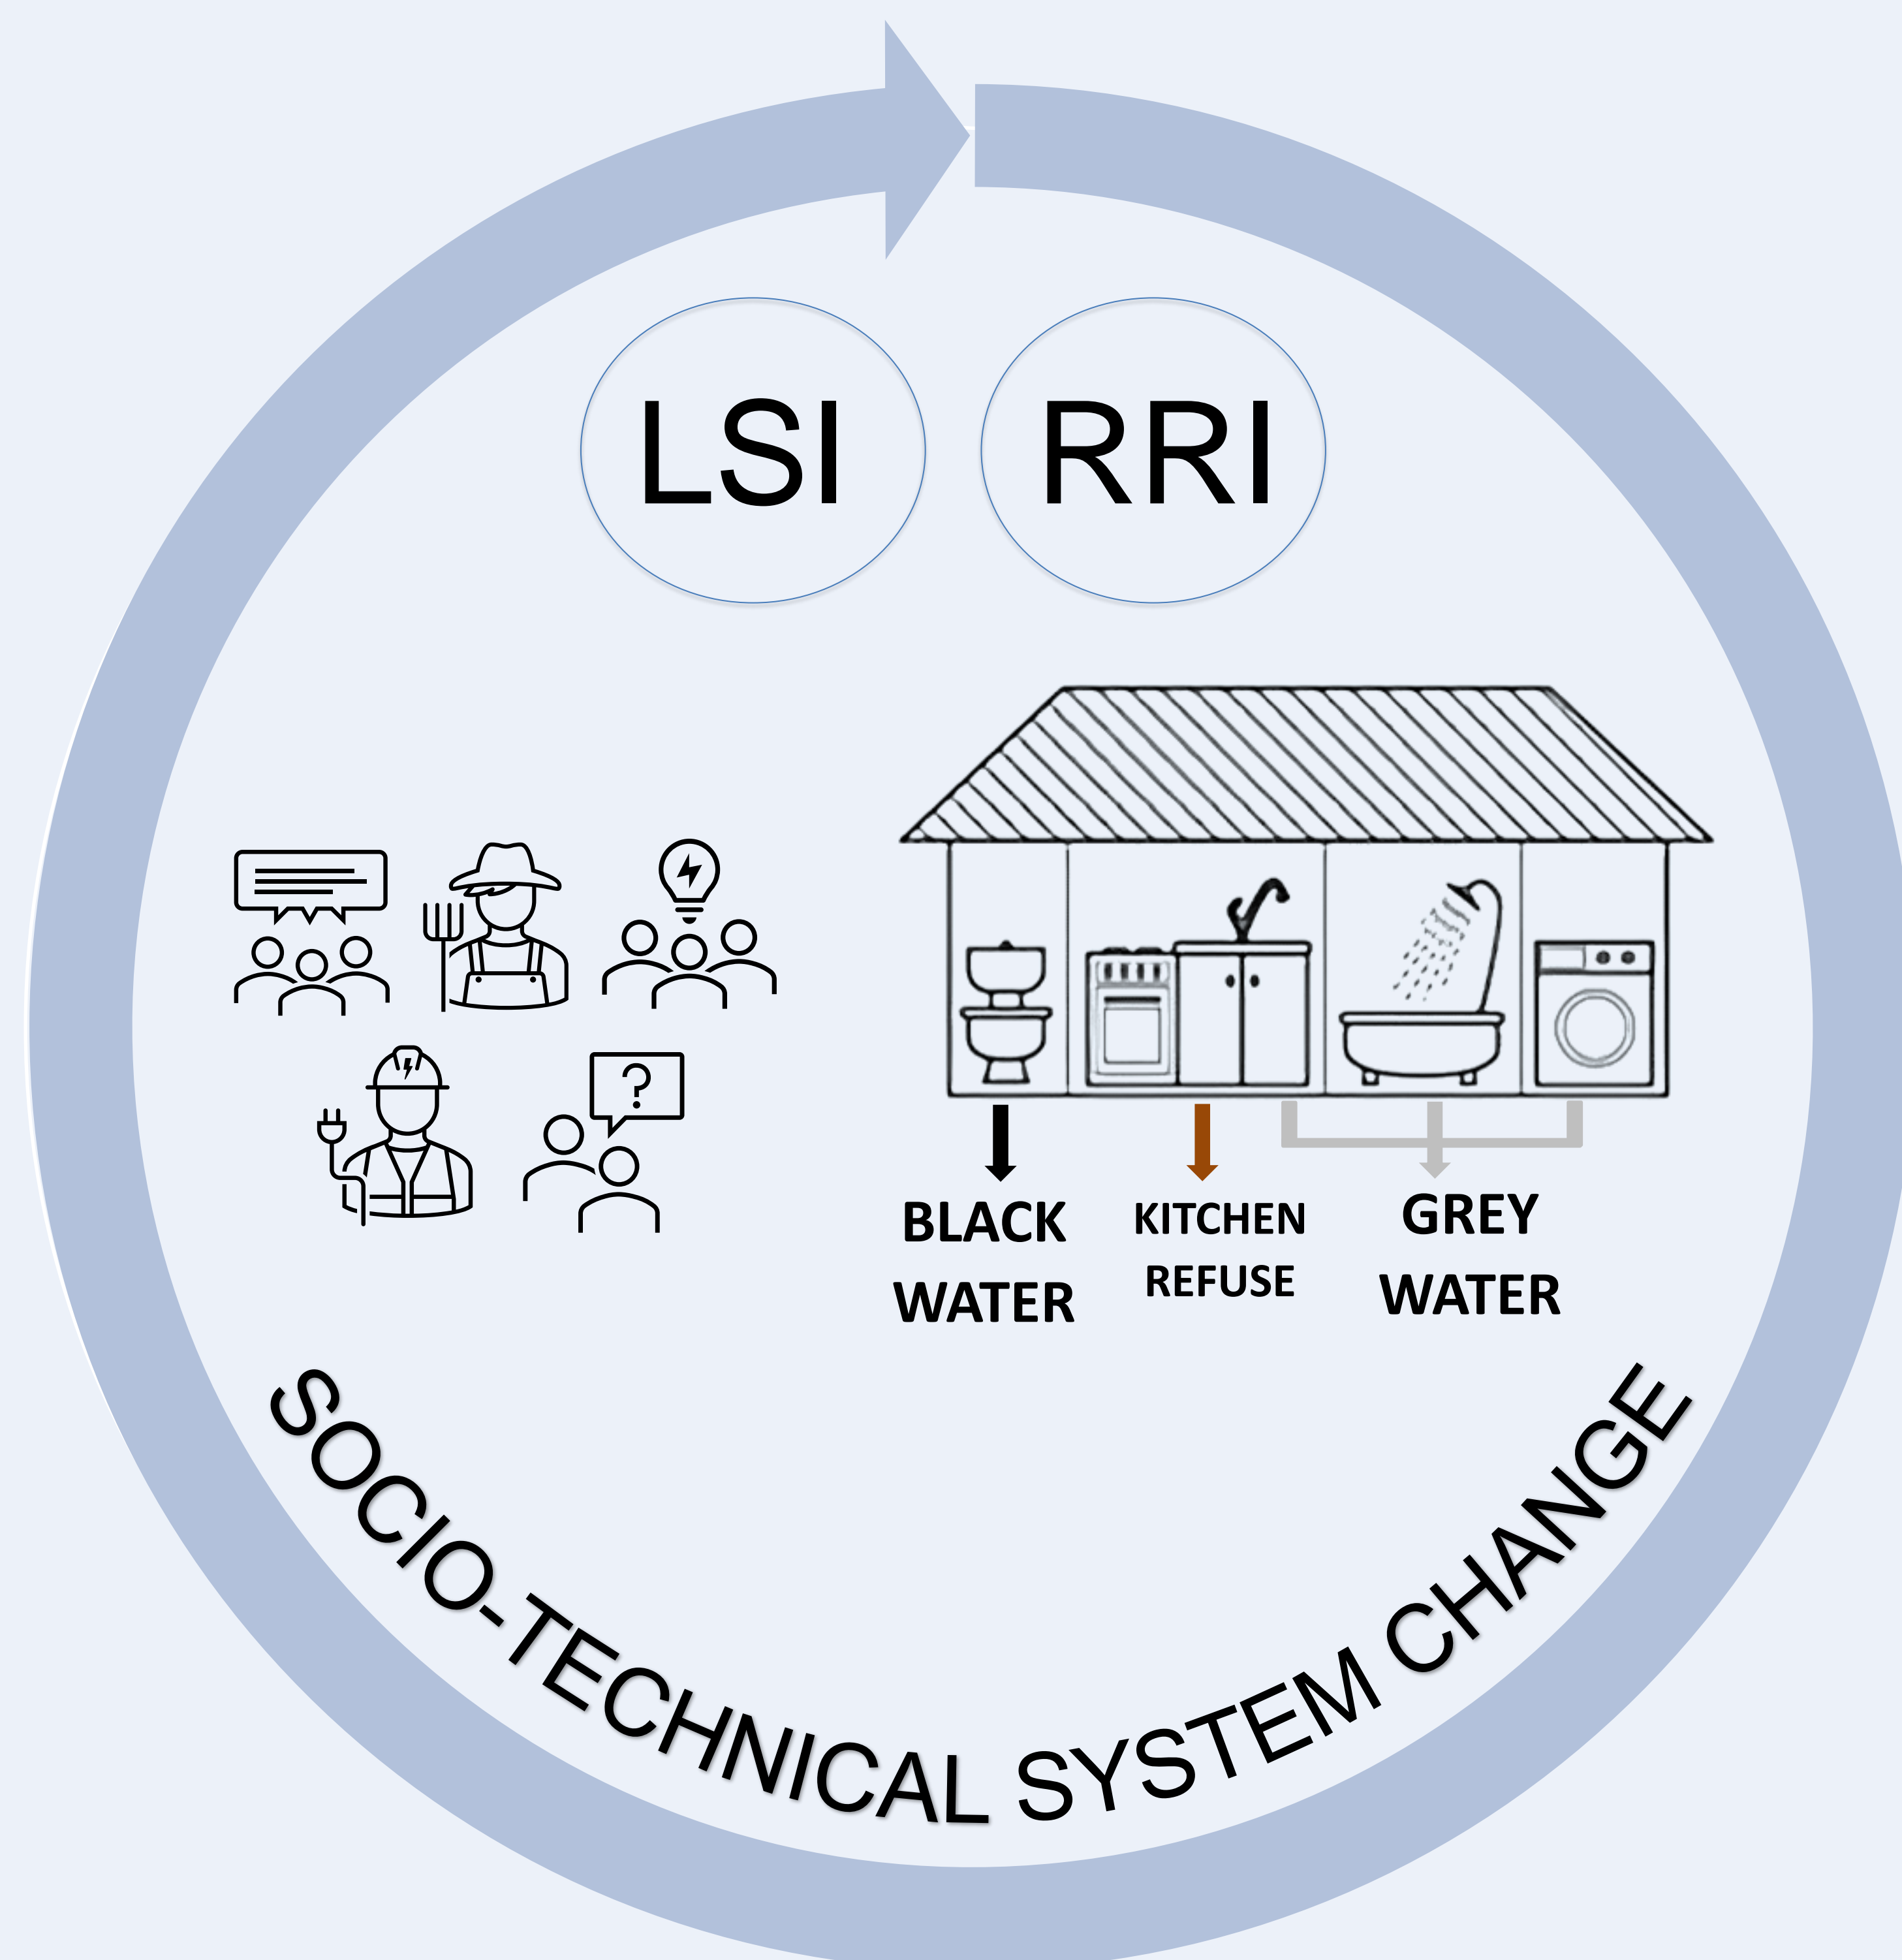 LSI
RRI
?
BLACK
WATER
KITCHEN
REFUSE
GREY
WATER
SOCIO-TECHNICAL SYSTEM CHANGE